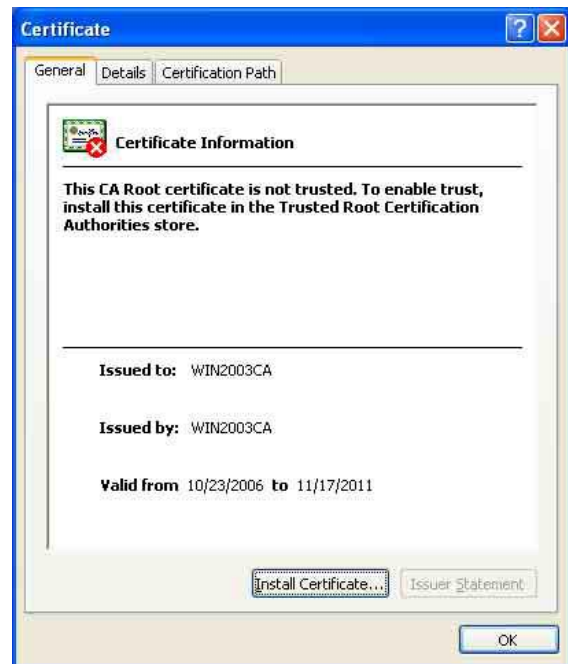 Certificate
General Details Certification Path
Certificate Information
This CA Root certificate is not trusted. To enable trust,
install this certificate in the Trusted Root Certification
Authorities store.
Issued to: WIN2003CA
Issued by: WIN2003CA
Valid from 10/23/2006 to 11/17/2011
Install Certificate... Issuer Statement
OK